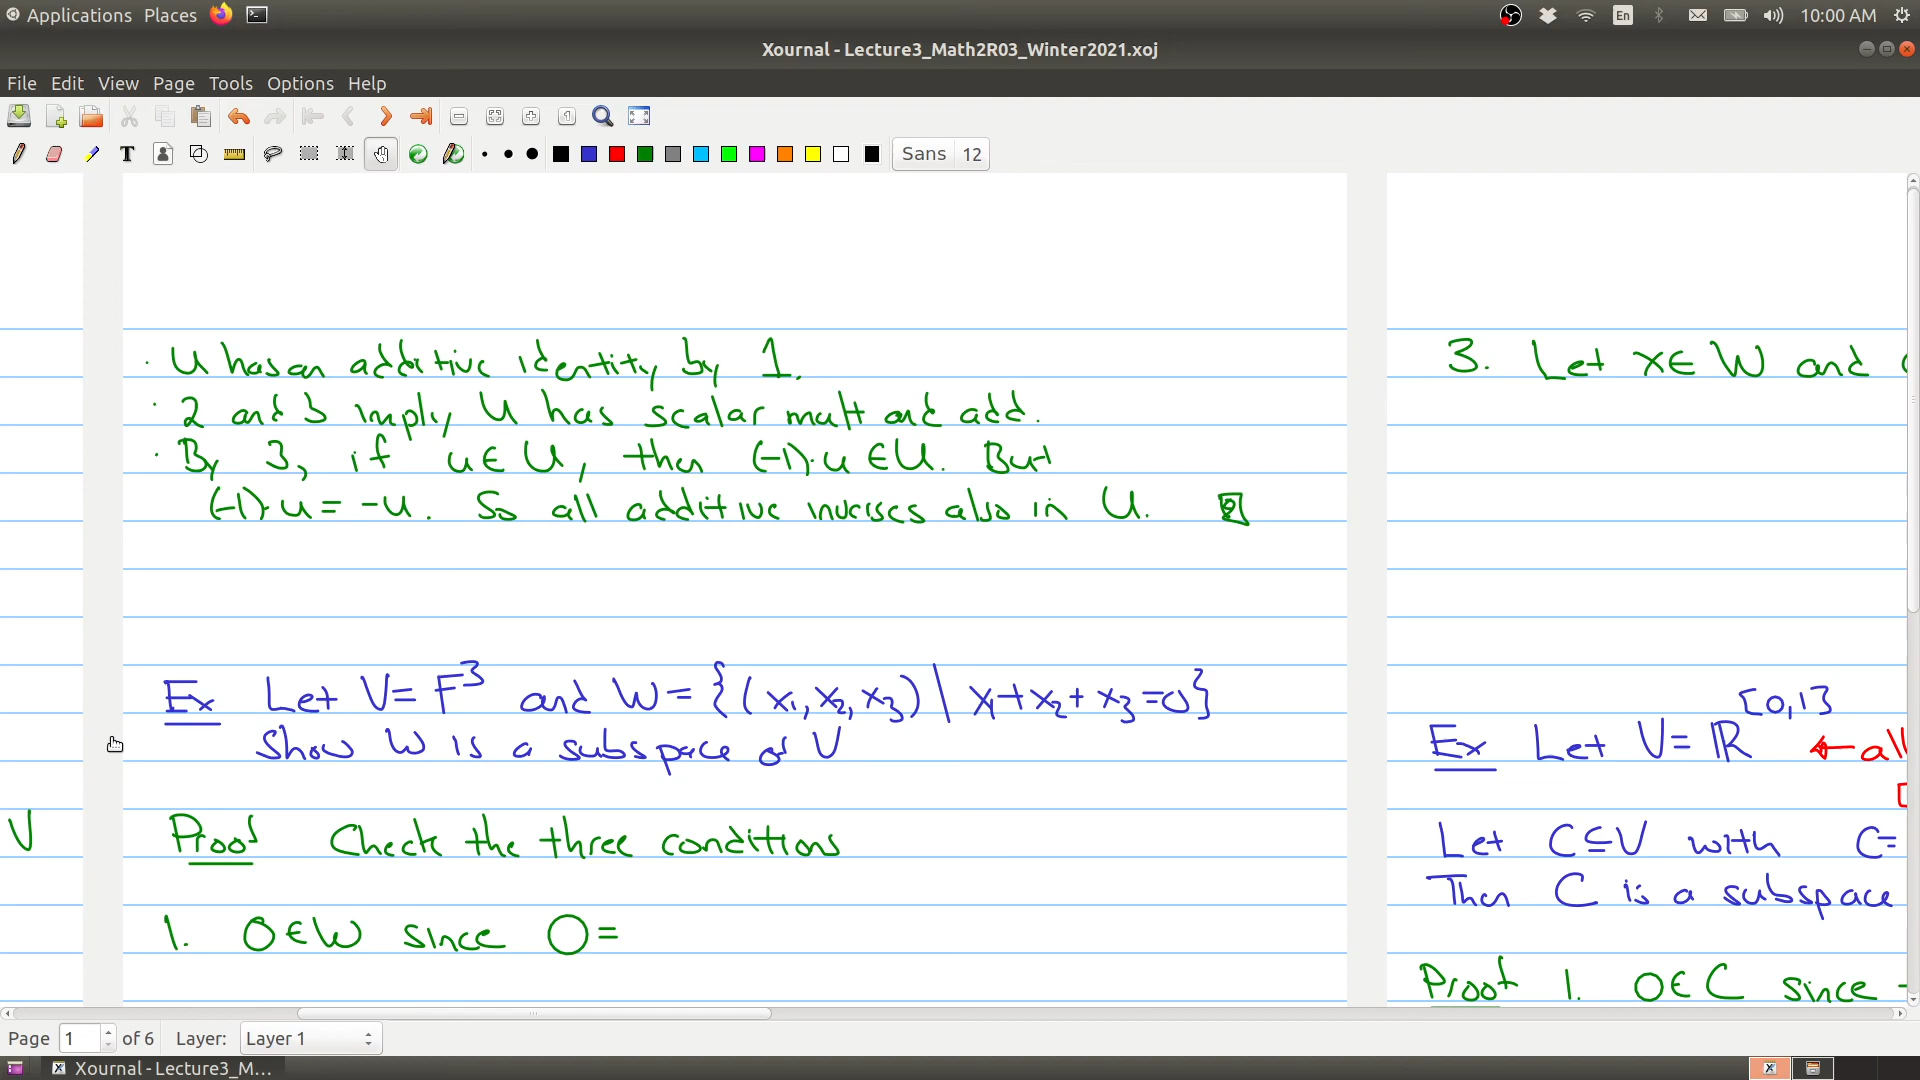 Applications Places En 10:00 AM
Xournal - Lecture3_Math2R03_Winter2021.xoj
File Edit View Page Tools Options Help
T Sans 12
· U has an additive identity by 1.
· 2 and 3 imply U has scalar mult and add.
· By 3, if u∈U, then (-1)·u∈U. But
(-1)·u = -u. So all additive inverses also in U.
Ex Let V = F³ and W = {(x₁, x₂, x₃) | x₁+x₂+x₃=0}
Show W is a subspace of V
Proof Check the three conditions
1. 0∈W since 0=
V
3. Let x∈W and
Ex Let V= ℝ^[0,1] ← all
Let C⊆V with C=
Then C is a subspace
Proof 1. 0∈C since
Page 1 of 6 Layer: Layer 1
Xournal - Lecture3_M...